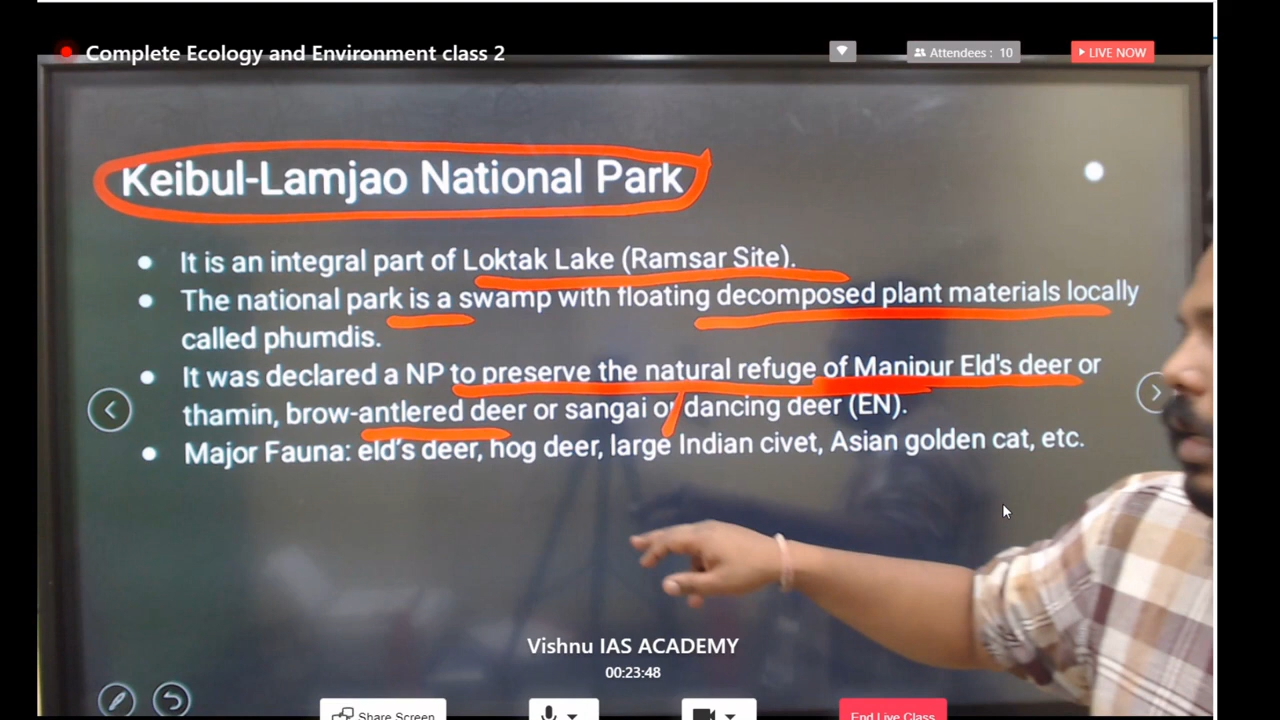 Complete Ecology and Environment class 2
Attendees : 10
LIVE NOW
Keibul-Lamjao National Park
It is an integral part of Loktak Lake (Ramsar Site).
The national park is a swamp with floating decomposed plant materials locally
called phumdis.
It was declared a NP to preserve the natural refuge of Manipur Eld's deer or
thamin, brow-antlered deer or sangai or dancing deer (EN).
Major Fauna: eld's deer, hog deer, large Indian civet, Asian golden cat, etc.
Vishnu IAS ACADEMY
00:23:48
Share Screen
End Live Class